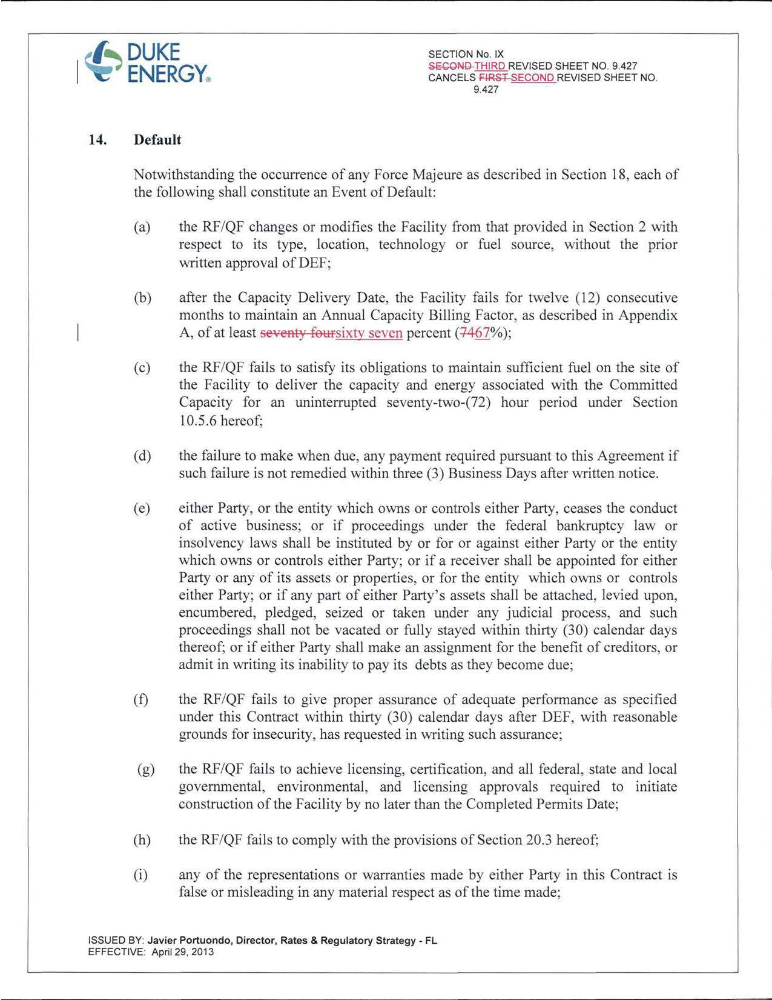 DUKE
ENERGY®
SECTION No. IX
SECOND THIRD REVISED SHEET NO. 9.427
CANCELS FIRST SECOND REVISED SHEET NO.
9.427
14. Default
Notwithstanding the occurrence of any Force Majeure as described in Section 18, each of
the following shall constitute an Event of Default:
(a) the RF/QF changes or modifies the Facility from that provided in Section 2 with
respect to its type, location, technology or fuel source, without the prior
written approval of DEF;
(b) after the Capacity Delivery Date, the Facility fails for twelve (12) consecutive
months to maintain an Annual Capacity Billing Factor, as described in Appendix
A, of at least seventy foursixty seven percent (7467%);
(c) the RF/QF fails to satisfy its obligations to maintain sufficient fuel on the site of
the Facility to deliver the capacity and energy associated with the Committed
Capacity for an uninterrupted seventy-two-(72) hour period under Section
10.5.6 hereof;
(d) the failure to make when due, any payment required pursuant to this Agreement if
such failure is not remedied within three (3) Business Days after written notice.
(e) either Party, or the entity which owns or controls either Party, ceases the conduct
of active business; or if proceedings under the federal bankruptcy law or
insolvency laws shall be instituted by or for or against either Party or the entity
which owns or controls either Party; or if a receiver shall be appointed for either
Party or any of its assets or properties, or for the entity which owns or controls
either Party; or if any part of either Party's assets shall be attached, levied upon,
encumbered, pledged, seized or taken under any judicial process, and such
proceedings shall not be vacated or fully stayed within thirty (30) calendar days
thereof; or if either Party shall make an assignment for the benefit of creditors, or
admit in writing its inability to pay its debts as they become due;
(f) the RF/QF fails to give proper assurance of adequate performance as specified
under this Contract within thirty (30) calendar days after DEF, with reasonable
grounds for insecurity, has requested in writing such assurance;
(g) the RF/QF fails to achieve licensing, certification, and all federal, state and local
governmental, environmental, and licensing approvals required to initiate
construction of the Facility by no later than the Completed Permits Date;
(h) the RF/QF fails to comply with the provisions of Section 20.3 hereof;
(i) any of the representations or warranties made by either Party in this Contract is
false or misleading in any material respect as of the time made;
ISSUED BY: Javier Portuondo, Director, Rates & Regulatory Strategy - FL
EFFECTIVE: April 29, 2013